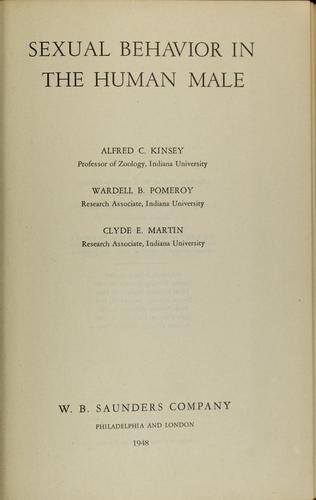 SEXUAL BEHAVIOR IN
THE HUMAN MALE
ALFRED C. KINSEY
Professor of Zoology, Indiana University
WARDELL B. POMEROY
Research Associate, Indiana University
CLYDE E. MARTIN
Research Associate, Indiana University
W. B. SAUNDERS COMPANY
PHILADELPHIA AND LONDON
1948